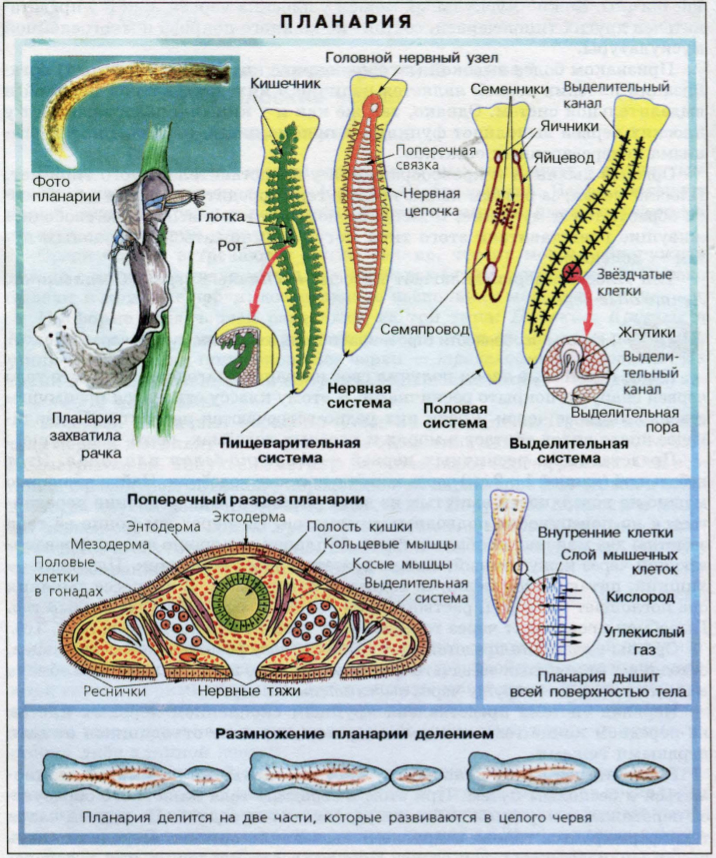 ПЛАНАРИЯ
Фото
планарии
Планария
захватила
рачка
Кишечник
Головной нервный узел
Поперечная
связка
Нервная
цепочка
Глотка
Рот
Пищеварительная
система
Нервная
система
Семенники
Яичники
Яйцевод
Семяпровод
Половая
система
Выделительный
канал
Звёздчатые
клетки
Жгутики
Выдели-
тельный
канал
Выделительная
пора
Выделительная
система
Поперечный разрез планарии
Эктодерма
Энтодерма
Мезодерма
Половые
клетки
в гонадах
Полость кишки
Кольцевые мышцы
Косые мышцы
Выделительная
система
Реснички
Нервные тяжи
Внутренние клетки
Слой мышечных
клеток
Кислород
Углекислый
газ
Планария дышит
всей поверхностью тела
Размножение планарии делением
Планария делится на две части, которые развиваются в целого червя